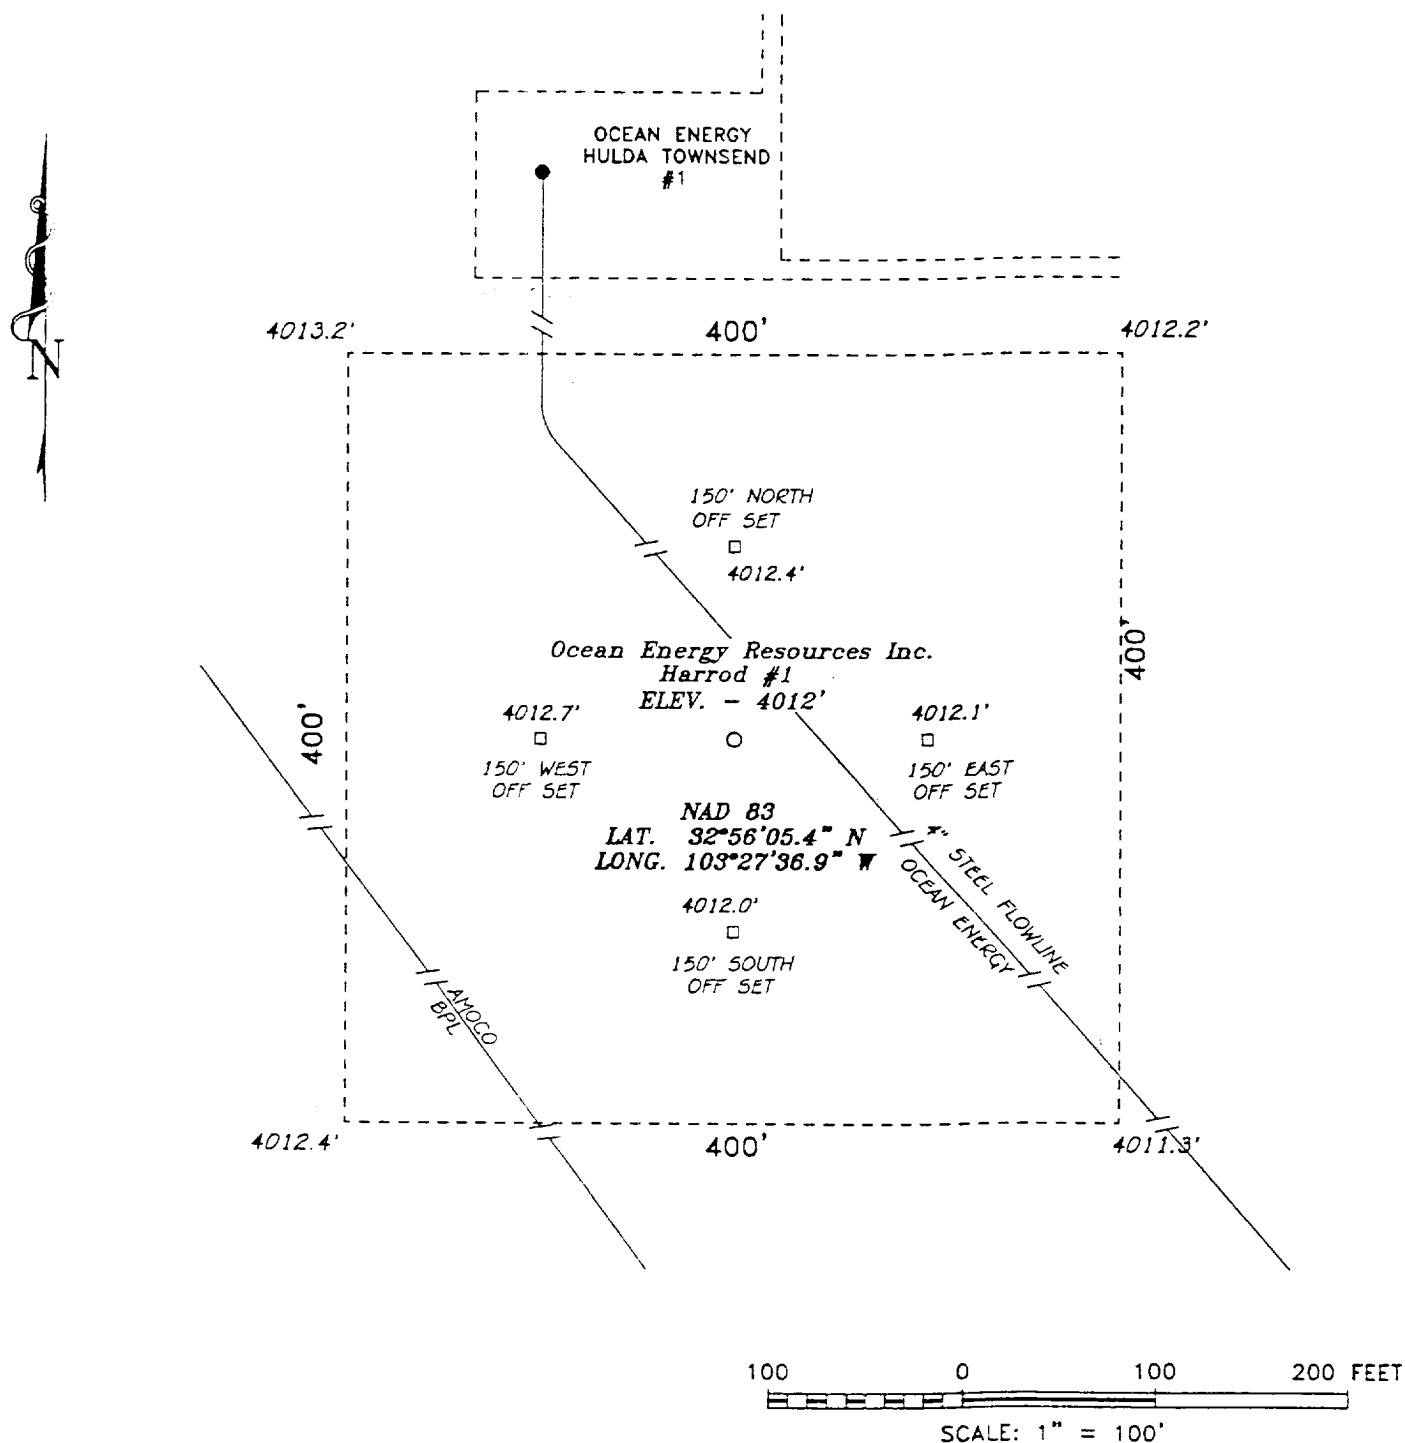 OCEAN ENERGY
HULDA TOWNSEND
#1
4013.2'
400'
4012.2'
N
150' NORTH
OFF SET
4012.4'
400'
Ocean Energy Resources Inc.
Harrod #1
ELEV. - 4012'
400'
4012.7'
4012.1'
150' WEST
OFF SET
150' EAST
OFF SET
NAD 83
LAT. 32°56'05.4" N
LONG. 103°27'36.9" W
STEEL FLOWLINE
OCEAN ENERGY
4012.0'
150' SOUTH
OFF SET
AMOCO
BPL
4012.4'
400'
4011.3'
100 0 100 200 FEET
SCALE: 1" = 100'